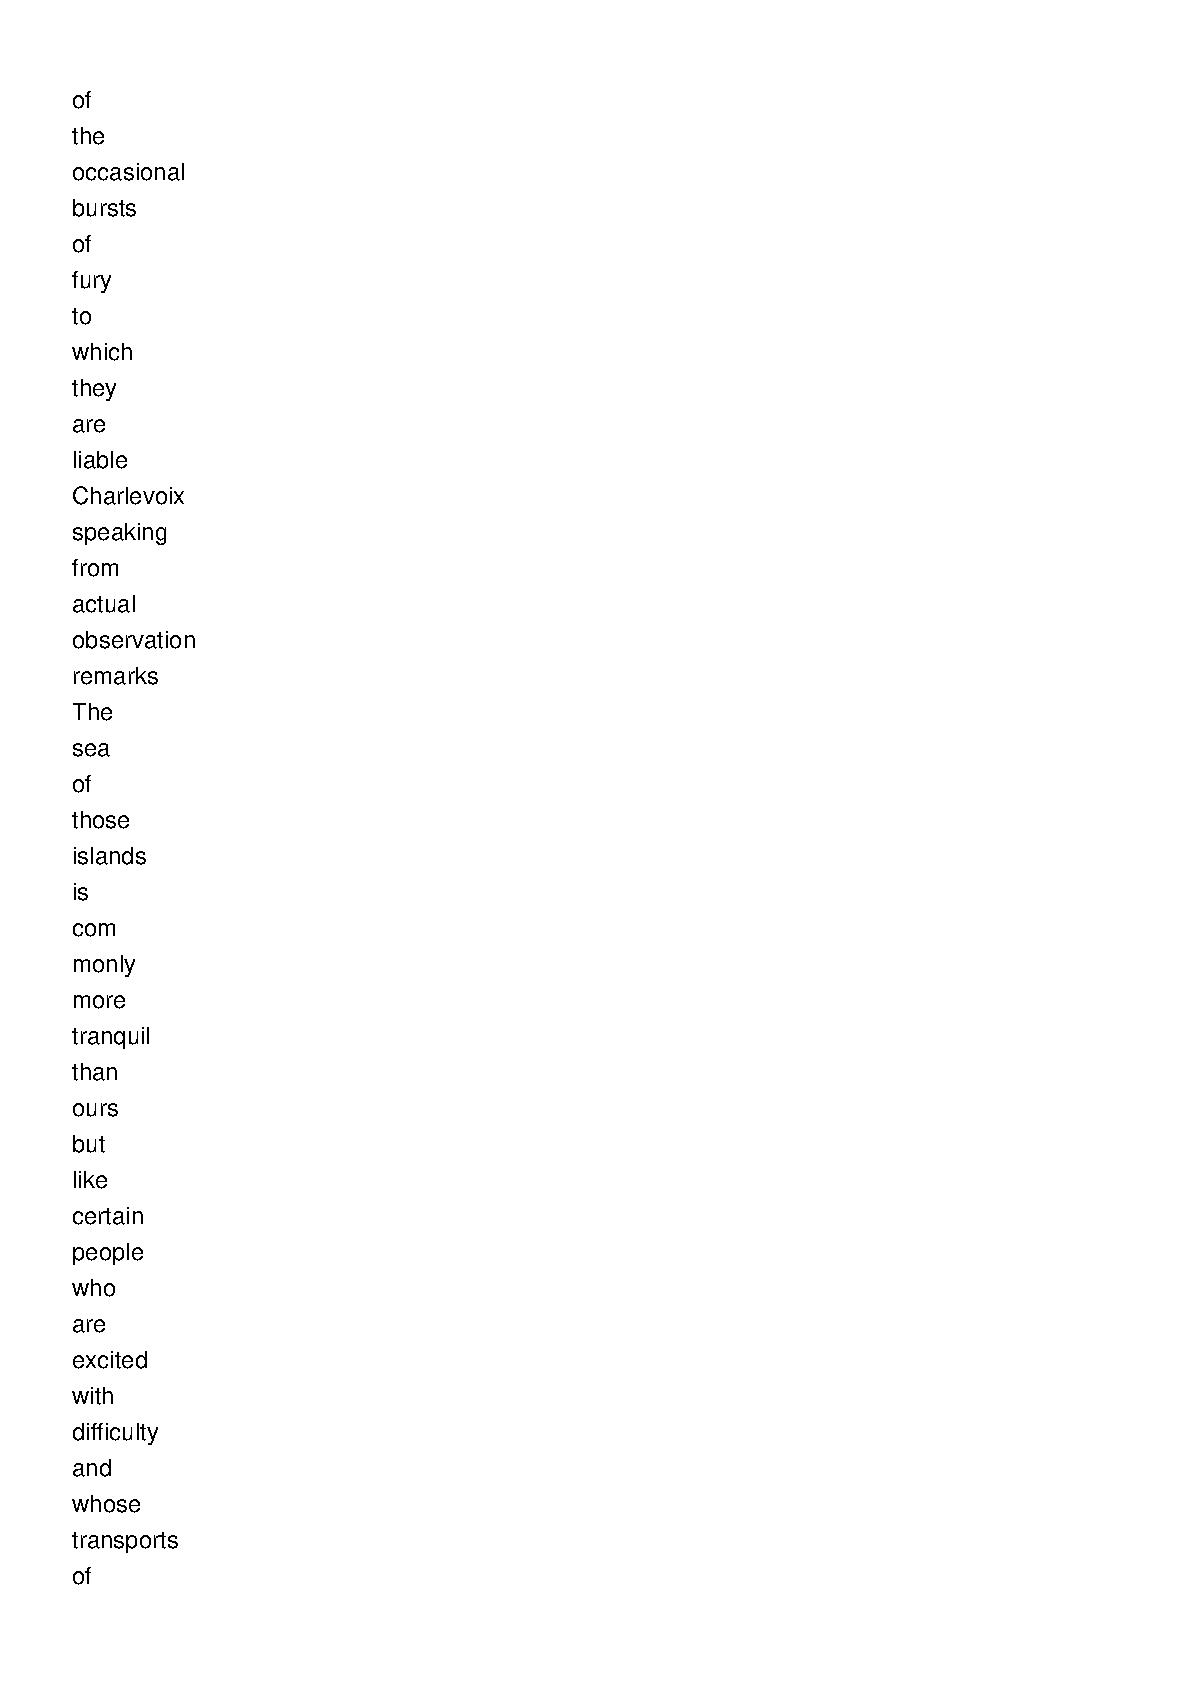 of
the
occasional
bursts
of
fury
to
which
they
are
liable
Charlevoix
speaking
from
actual
observation
remarks
The
sea
of
those
islands
is
com
monly
more
tranquil
than
ours
but
like
certain
people
who
are
excited
with
difficulty
and
whose
transports
of